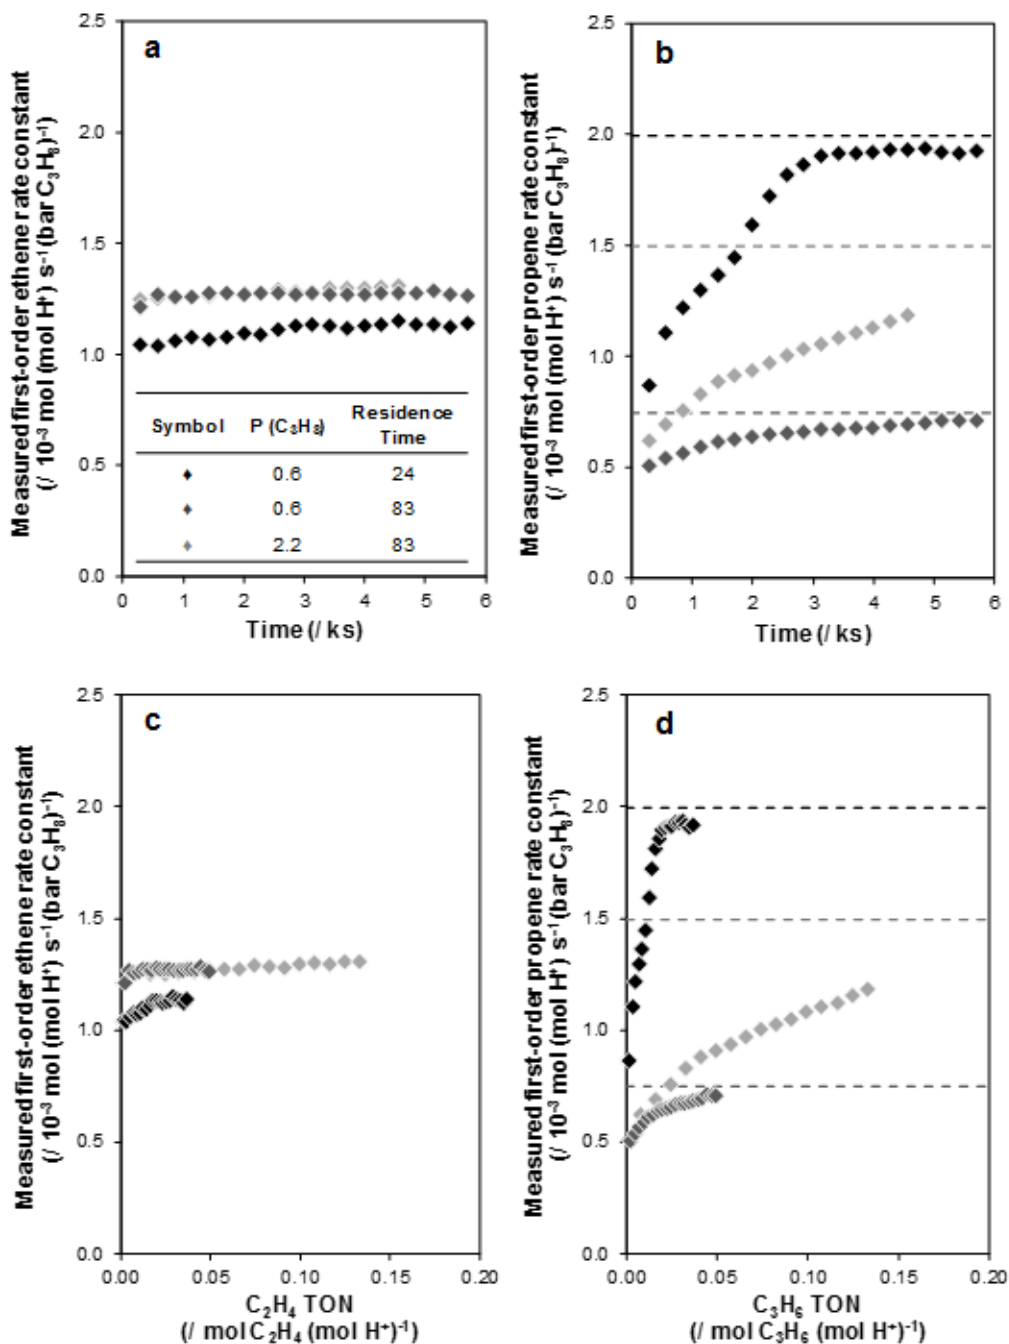 Measured first-order ethene rate constant
(/ 10⁻³ mol (mol H⁺) s⁻¹ (bar C₃H₈)⁻¹)
2.5
2.0
1.5
1.0
0.5
0.0
a
Symbol P (C₃H₈) Residence
Time
0.6 24
0.6 83
2.2 83
0 1 2 3 4 5 6
Time (/ ks)
Measured first-order propene rate constant
(/ 10⁻³ mol (mol H⁺) s⁻¹ (bar C₃H₈)⁻¹)
2.5
2.0
1.5
1.0
0.5
0.0
b
0 1 2 3 4 5 6
Time (/ ks)
Measured first-order ethene rate constant
(/ 10⁻³ mol (mol H⁺) s⁻¹ (bar C₃H₈)⁻¹)
2.5
2.0
1.5
1.0
0.5
0.0
c
0.00 0.05 0.10 0.15 0.20
C₂H₄ TON
(/ mol C₂H₄ (mol H⁺)⁻¹)
Measured first-order propene rate constant
(/ 10⁻³ mol (mol H⁺) s⁻¹ (bar C₃H₈)⁻¹)
2.5
2.0
1.5
1.0
0.5
0.0
d
0.00 0.05 0.10 0.15 0.20
C₃H₆ TON
(/ mol C₃H₆ (mol H⁺)⁻¹)